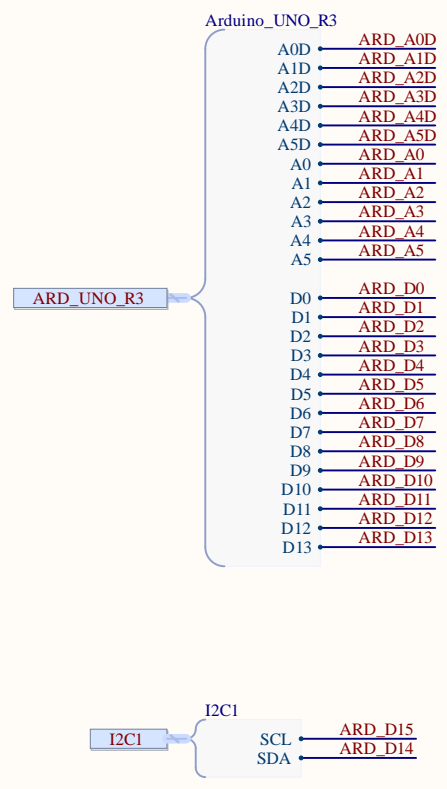 Arduino_UNO_R3
A0D ARD_A0D
A1D ARD_A1D
A2D ARD_A2D
A3D ARD_A3D
A4D ARD_A4D
A5D ARD_A5D
A0 ARD_A0
A1 ARD_A1
A2 ARD_A2
A3 ARD_A3
A4 ARD_A4
A5 ARD_A5
ARD_UNO_R3
D0 ARD_D0
D1 ARD_D1
D2 ARD_D2
D3 ARD_D3
D4 ARD_D4
D5 ARD_D5
D6 ARD_D6
D7 ARD_D7
D8 ARD_D8
D9 ARD_D9
D10 ARD_D10
D11 ARD_D11
D12 ARD_D12
D13 ARD_D13
I2C1
I2C1
SCL ARD_D15
SDA ARD_D14